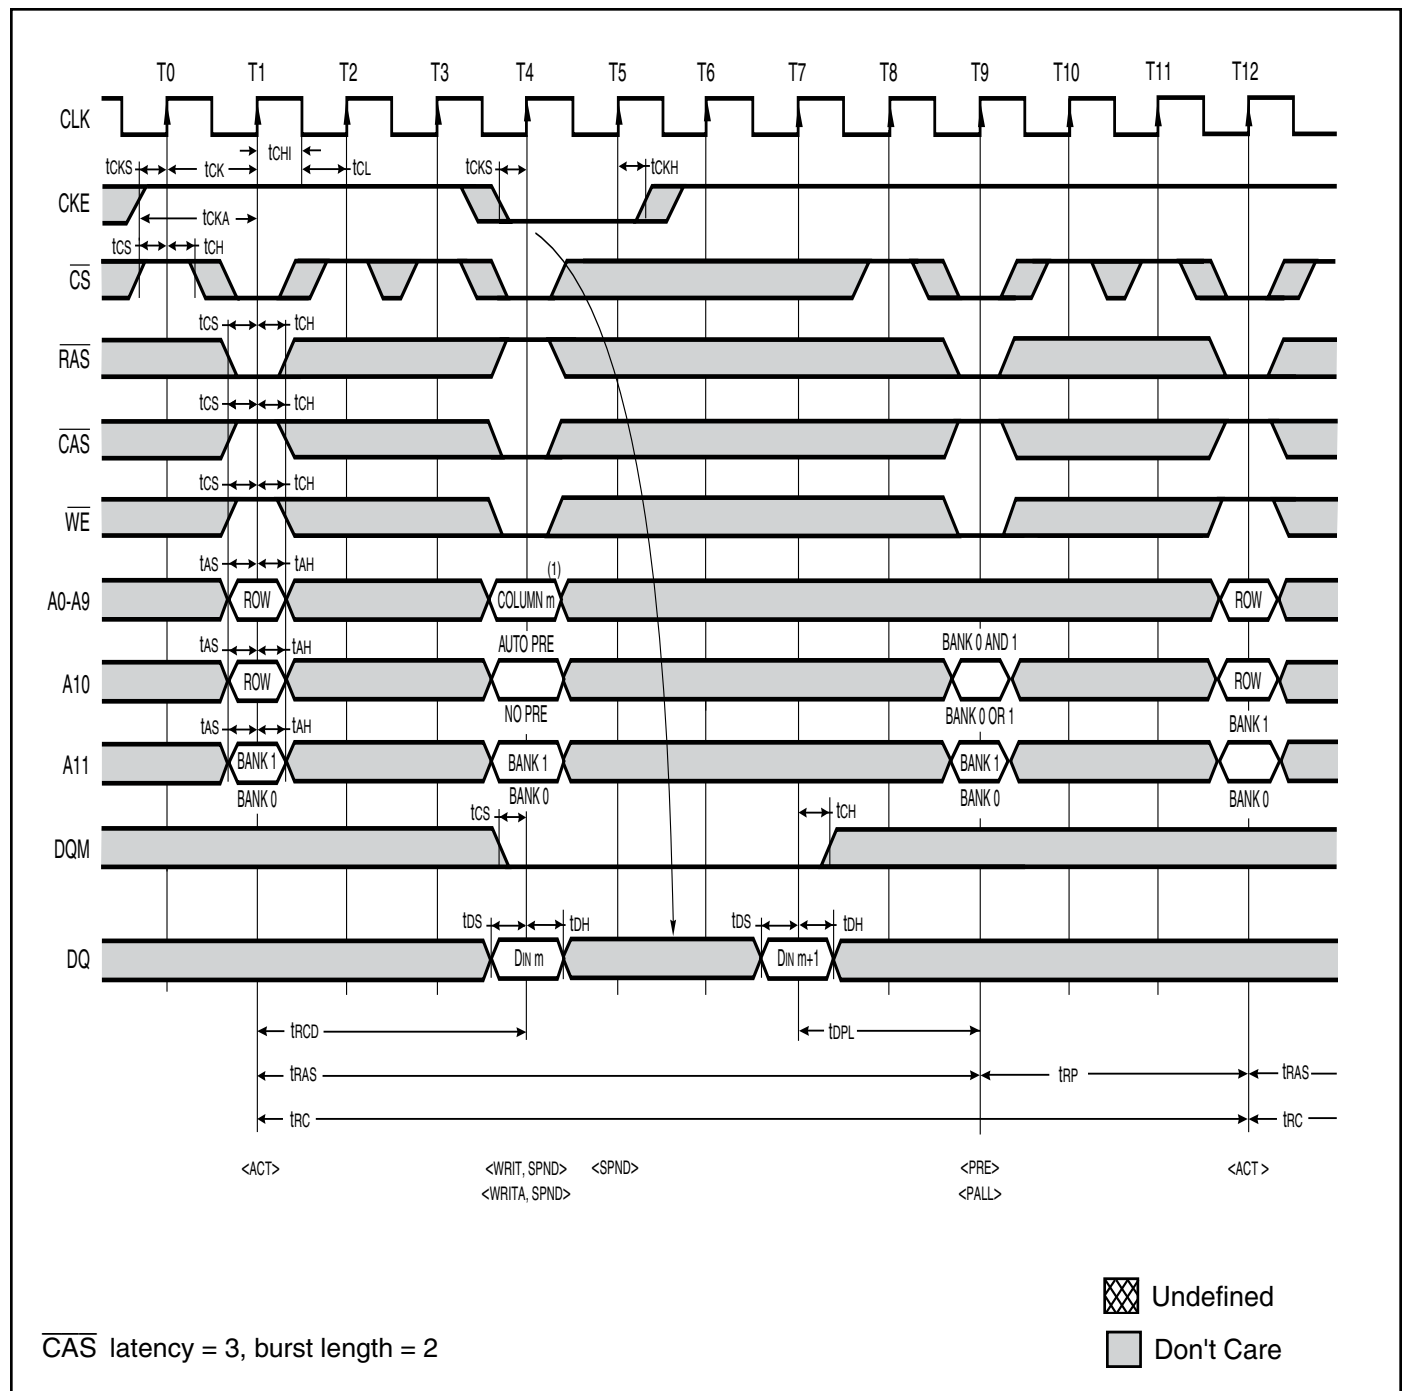 T0 T1 T2 T3 T4 T5 T6 T7 T8 T9 T10 T11 T12
CLK
tCHI
tCKS tCK tCL tCKS tCKH
CKE
tCKA
tCS tCH
CS
tCS tCH
RAS
tCS tCH
CAS
tCS tCH
WE
tAS tAH
(1)
A0-A9 ROW COLUMN m ROW
tAS tAH AUTO PRE BANK 0 AND 1
A10 ROW ROW
NO PRE BANK 0 OR 1
tAS tAH BANK 1
A11 BANK 1 BANK 1 BANK 1
BANK 0 BANK 0 BANK 0 BANK 0
tCS tCH
DQM
tDS tDH tDS tDH
DQ DIN m DIN m+1
tRCD tDPL
tRAS tRP tRAS
tRC tRC
<ACT> <WRIT, SPND> <SPND> <PRE> <ACT >
<WRITA, SPND> <PALL>
Undefined
CAS latency = 3, burst length = 2
Don't Care